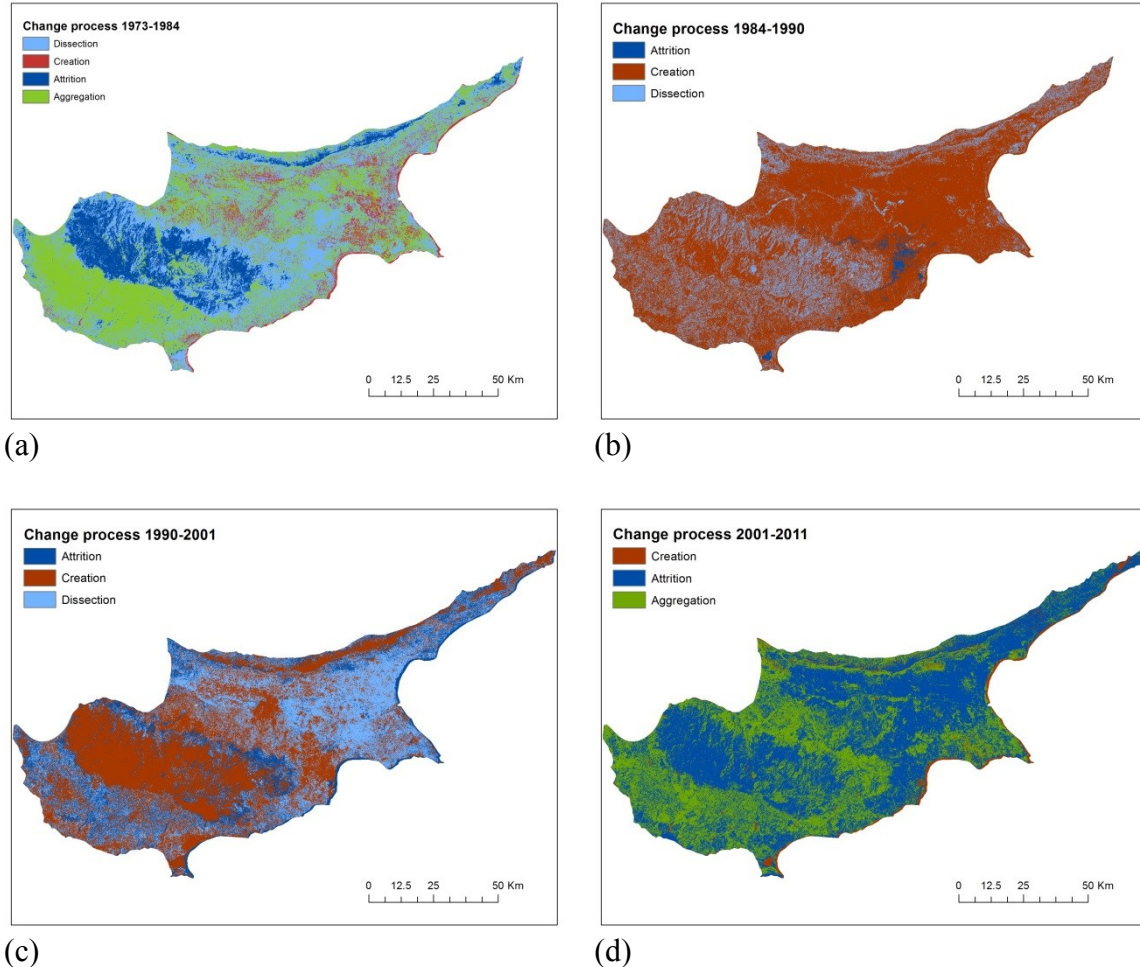 Change process 1973-1984
Dissection
Creation
Attrition
Aggregation
0 12.5 25 50 Km
(a)
Change process 1984-1990
Attrition
Creation
Dissection
0 12.5 25 50 Km
(b)
Change process 1990-2001
Attrition
Creation
Dissection
0 12.5 25 50 Km
(c)
Change process 2001-2011
Creation
Attrition
Aggregation
0 12.5 25 50 Km
(d)